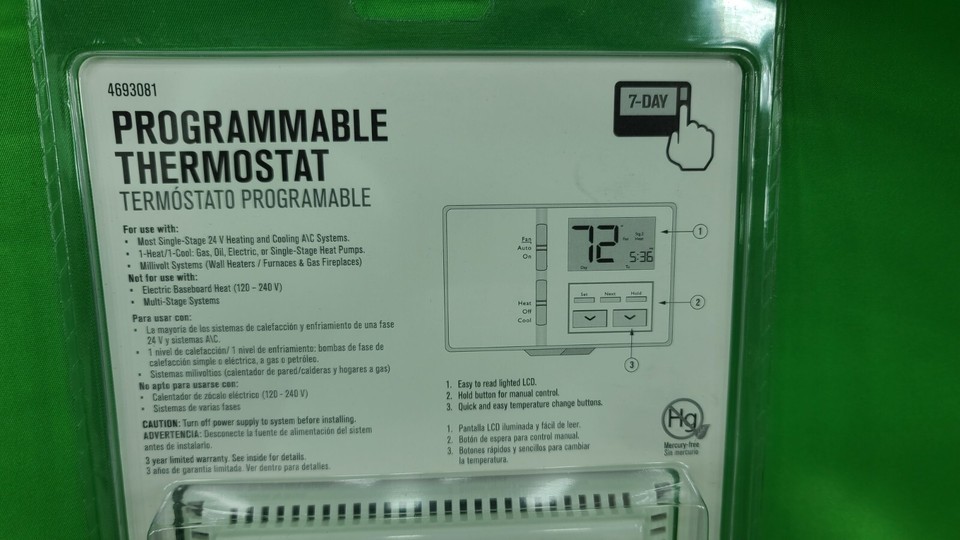 4693081
7-DAY
PROGRAMMABLE
THERMOSTAT
TERMÓSTATO PROGRAMABLE
For use with:
• Most Single-Stage 24 V Heating and Cooling A\C Systems.
• 1-Heat/1-Cool: Gas, Oil, Electric, or Single-Stage Heat Pumps.
• Millivolt Systems (Wall Heaters / Furnaces & Gas Fireplaces)
Not for use with:
• Electric Baseboard Heat (120 – 240 V)
• Multi-Stage Systems
Para usar con:
• La mayoría de los sistemas de calefacción y enfriamiento de una fase
24 V y sistemas A\C.
• 1 nivel de calefacción/ 1 nivel de enfriamiento: bombas de fase de
calefacción simple o eléctrica, a gas o petróleo.
• Sistemas milivoltios (calentador de pared/calderas y hogares a gas)
No apto para usarse con:
• Calentador de zócalo eléctrico (120 - 240 V)
• Sistemas de varias fases
CAUTION: Turn off power supply to system before installing.
ADVERTENCIA: Desconecte la fuente de alimentación del sistema
antes de instalarlo.
3 year limited warranty. See inside for details.
3 años de garantía limitada. Ver dentro para detalles.
Fan
Auto
On
72
5:36
1
Heat
Off
Cool
Set
Hold
2
3
1. Easy to read lighted LCD.
2. Hold button for manual control.
3. Quick and easy temperature change buttons.
1. Pantalla LCD iluminada y fácil de leer.
2. Botón de espera para control manual.
3. Botones rápidos y sencillos para cambiar
la temperatura.
Hg
Mercury-free
Sin mercurio